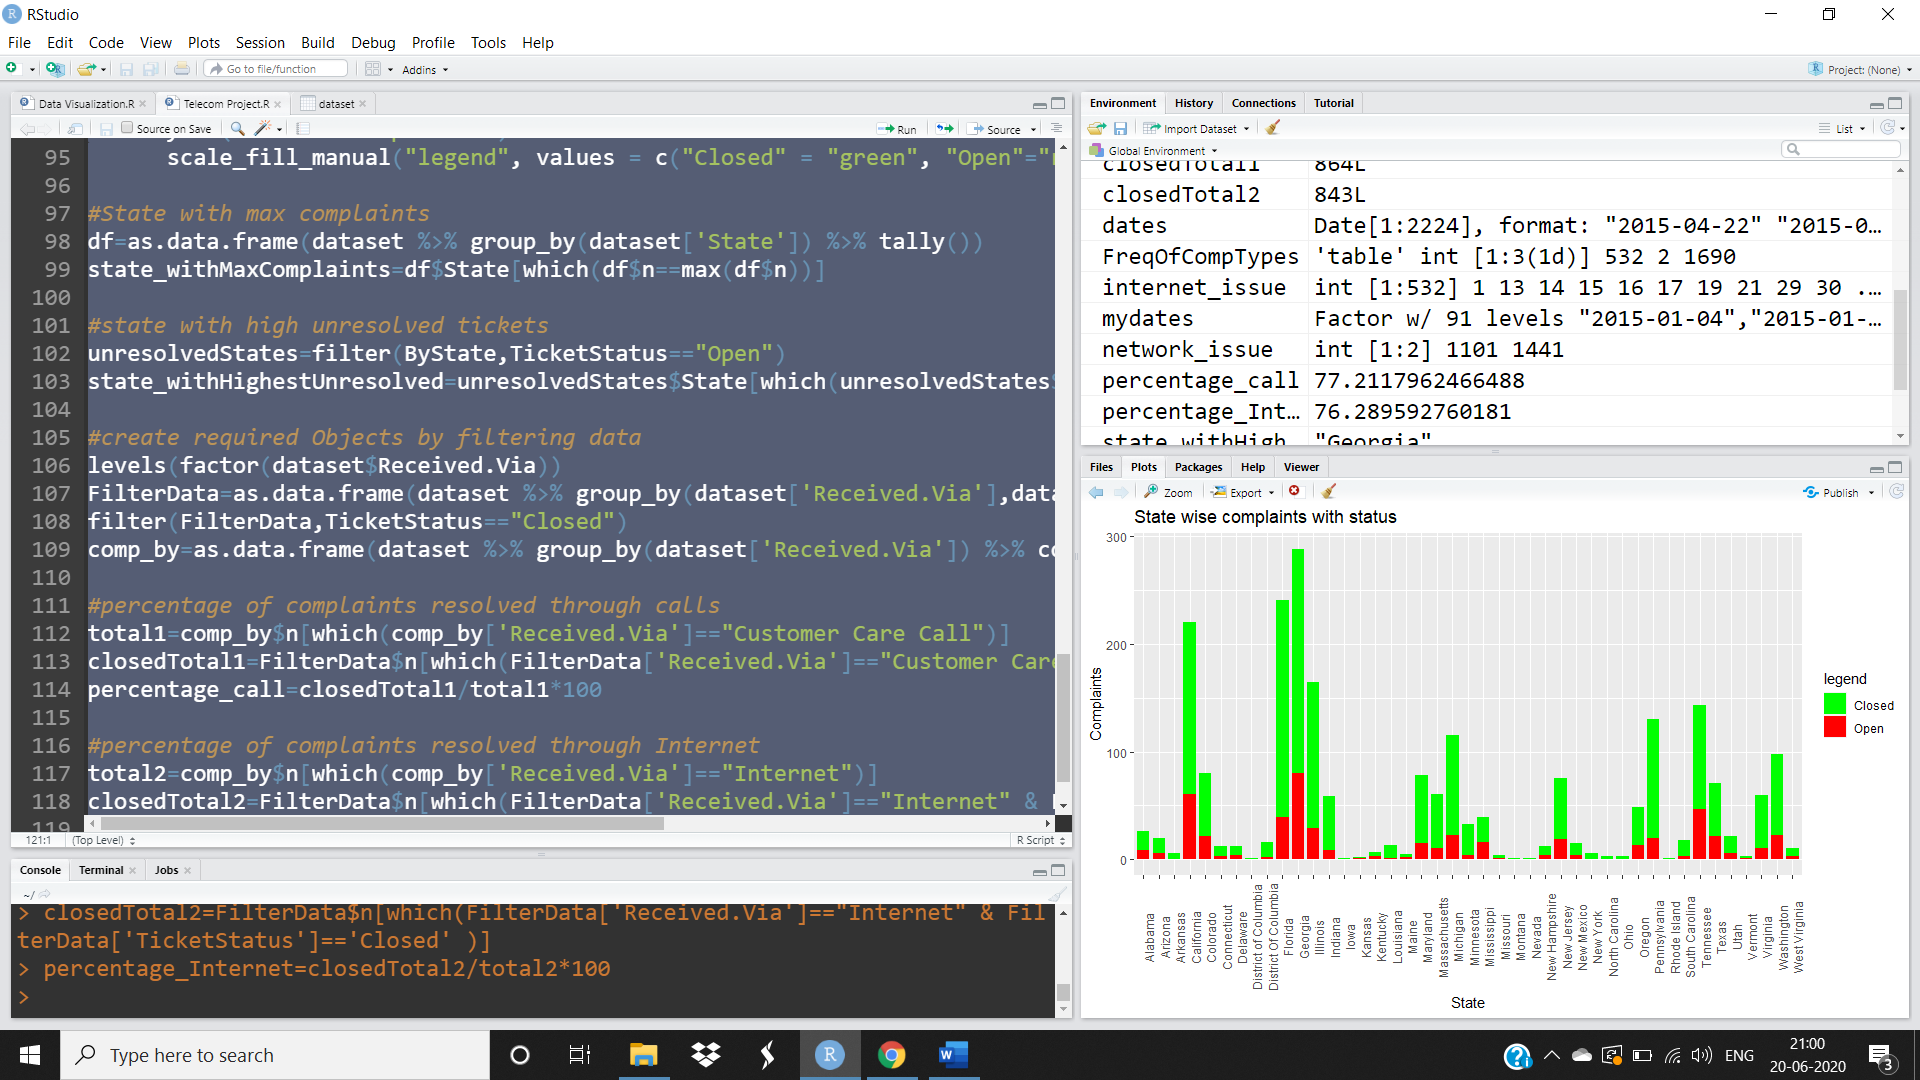 RStudio
File Edit Code View Plots Session Build Debug Profile Tools Help
Go to file/function Addins Project: (None)
Data Visualization.R Telecom Project.R dataset
Source on Save Run Source
95 scale_fill_manual("legend", values = c("Closed" = "green", "Open"="
96
97 #State with max complaints
98 df=as.data.frame(dataset %>% group_by(dataset['State']) %>% tally())
99 state_withMaxComplaints=df$State[which(df$n==max(df$n))]
100
101 #state with high unresolved tickets
102 unresolvedStates=filter(ByState,TicketStatus=="Open")
103 state_withHighestUnresolved=unresolvedStates$State[which(unresolvedStates
104
105 #create required Objects by filtering data
106 levels(factor(dataset$Received.Via))
107 FilterData=as.data.frame(dataset %>% group_by(dataset['Received.Via'],data
108 filter(FilterData,TicketStatus=="Closed")
109 comp_by=as.data.frame(dataset %>% group_by(dataset['Received.Via']) %>% co
110
111 #percentage of complaints resolved through calls
112 total1=comp_by$n[which(comp_by['Received.Via']=="Customer Care Call")]
113 closedTotal1=FilterData$n[which(FilterData['Received.Via']=="Customer Care
114 percentage_call=closedTotal1/total1*100
115
116 #percentage of complaints resolved through Internet
117 total2=comp_by$n[which(comp_by['Received.Via']=="Internet")]
118 closedTotal2=FilterData$n[which(FilterData['Received.Via']=="Internet" &
119
121:1 (Top Level) R Script
Console Terminal Jobs
~/
> closedTotal2=FilterData$n[which(FilterData['Received.Via']=="Internet" & Fil
terData['TicketStatus']=='Closed' )]
> percentage_Internet=closedTotal2/total2*100
>
Environment History Connections Tutorial
Import Dataset List
Global Environment
closedTotal1 864L
closedTotal2 843L
dates Date[1:2224], format: "2015-04-22" "2015-0…
FreqOfCompTypes 'table' int [1:3(1d)] 532 2 1690
internet_issue int [1:532] 1 13 14 15 16 17 19 21 29 30 ...
mydates Factor w/ 91 levels "2015-01-04","2015-01-…
network_issue int [1:2] 1101 1441
percentage_call 77.2117962466488
percentage_Int… 76.289592760181
state_withHigh "Georgia"
Files Plots Packages Help Viewer
Zoom Export Publish
State wise complaints with status
300
200
100
0
Complaints
Alabama
Arizona
Arkansas
California
Colorado
Connecticut
Delaware
District of Columbia
District Of Columbia
Florida
Georgia
Illinois
Indiana
Iowa
Kansas
Kentucky
Louisiana
Maine
Maryland
Massachusetts
Michigan
Minnesota
Mississippi
Missouri
Montana
Nevada
New Hampshire
New Jersey
New Mexico
New York
North Carolina
Ohio
Oregon
Pennsylvania
Rhode Island
South Carolina
Tennessee
Texas
Utah
Vermont
Virginia
Washington
West Virginia
State
legend
Closed
Open
Type here to search
ENG
21:00
20-06-2020
3